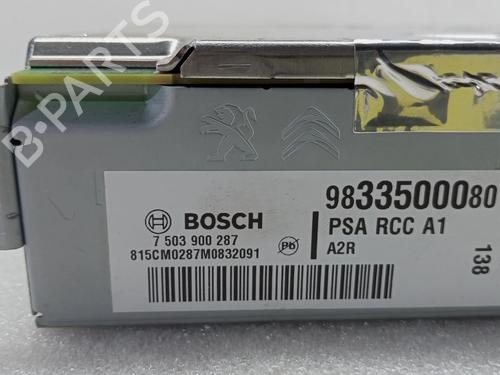 B-PARTS
9833500080
BOSCH
PSA RCC A1
7 503 900 287
A2R
815CM0287M0832091
Pb
138